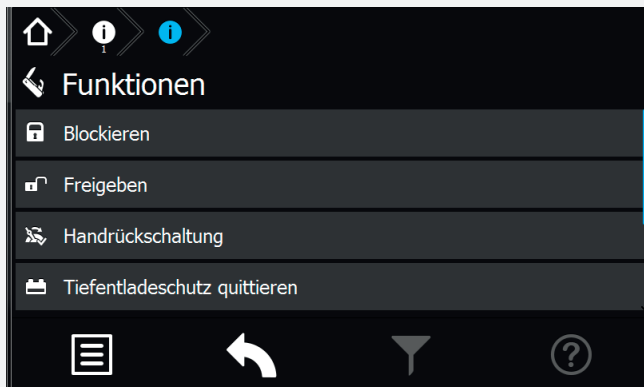 1
Funktionen
Blockieren
Freigeben
Handrückschaltung
Tiefentladeschutz quittieren